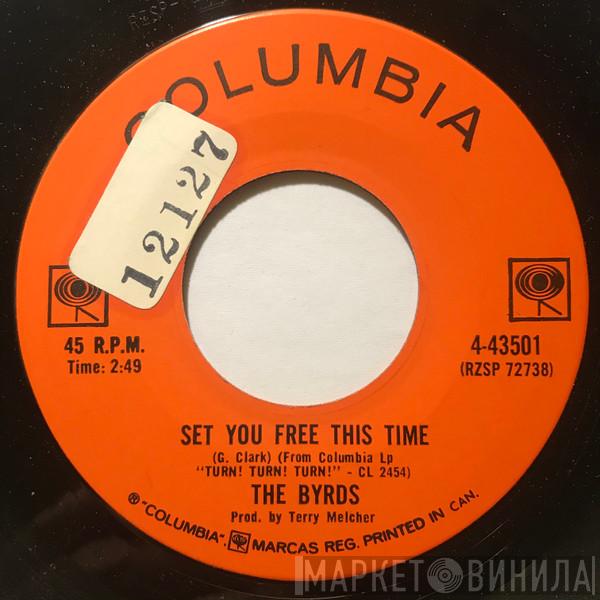 COLUMBIA
12127
45 R.P.M.
Time: 2:49
4-43501
(RZSP 72738)
SET YOU FREE THIS TIME
(G. Clark) (From Columbia Lp
"TURN! TURN! TURN!" - CL 2454)
THE BYRDS
Prod. by Terry Melcher
® "COLUMBIA", MARCAS REG. PRINTED IN CAN.
МАРКЕТ ВИНИЛА